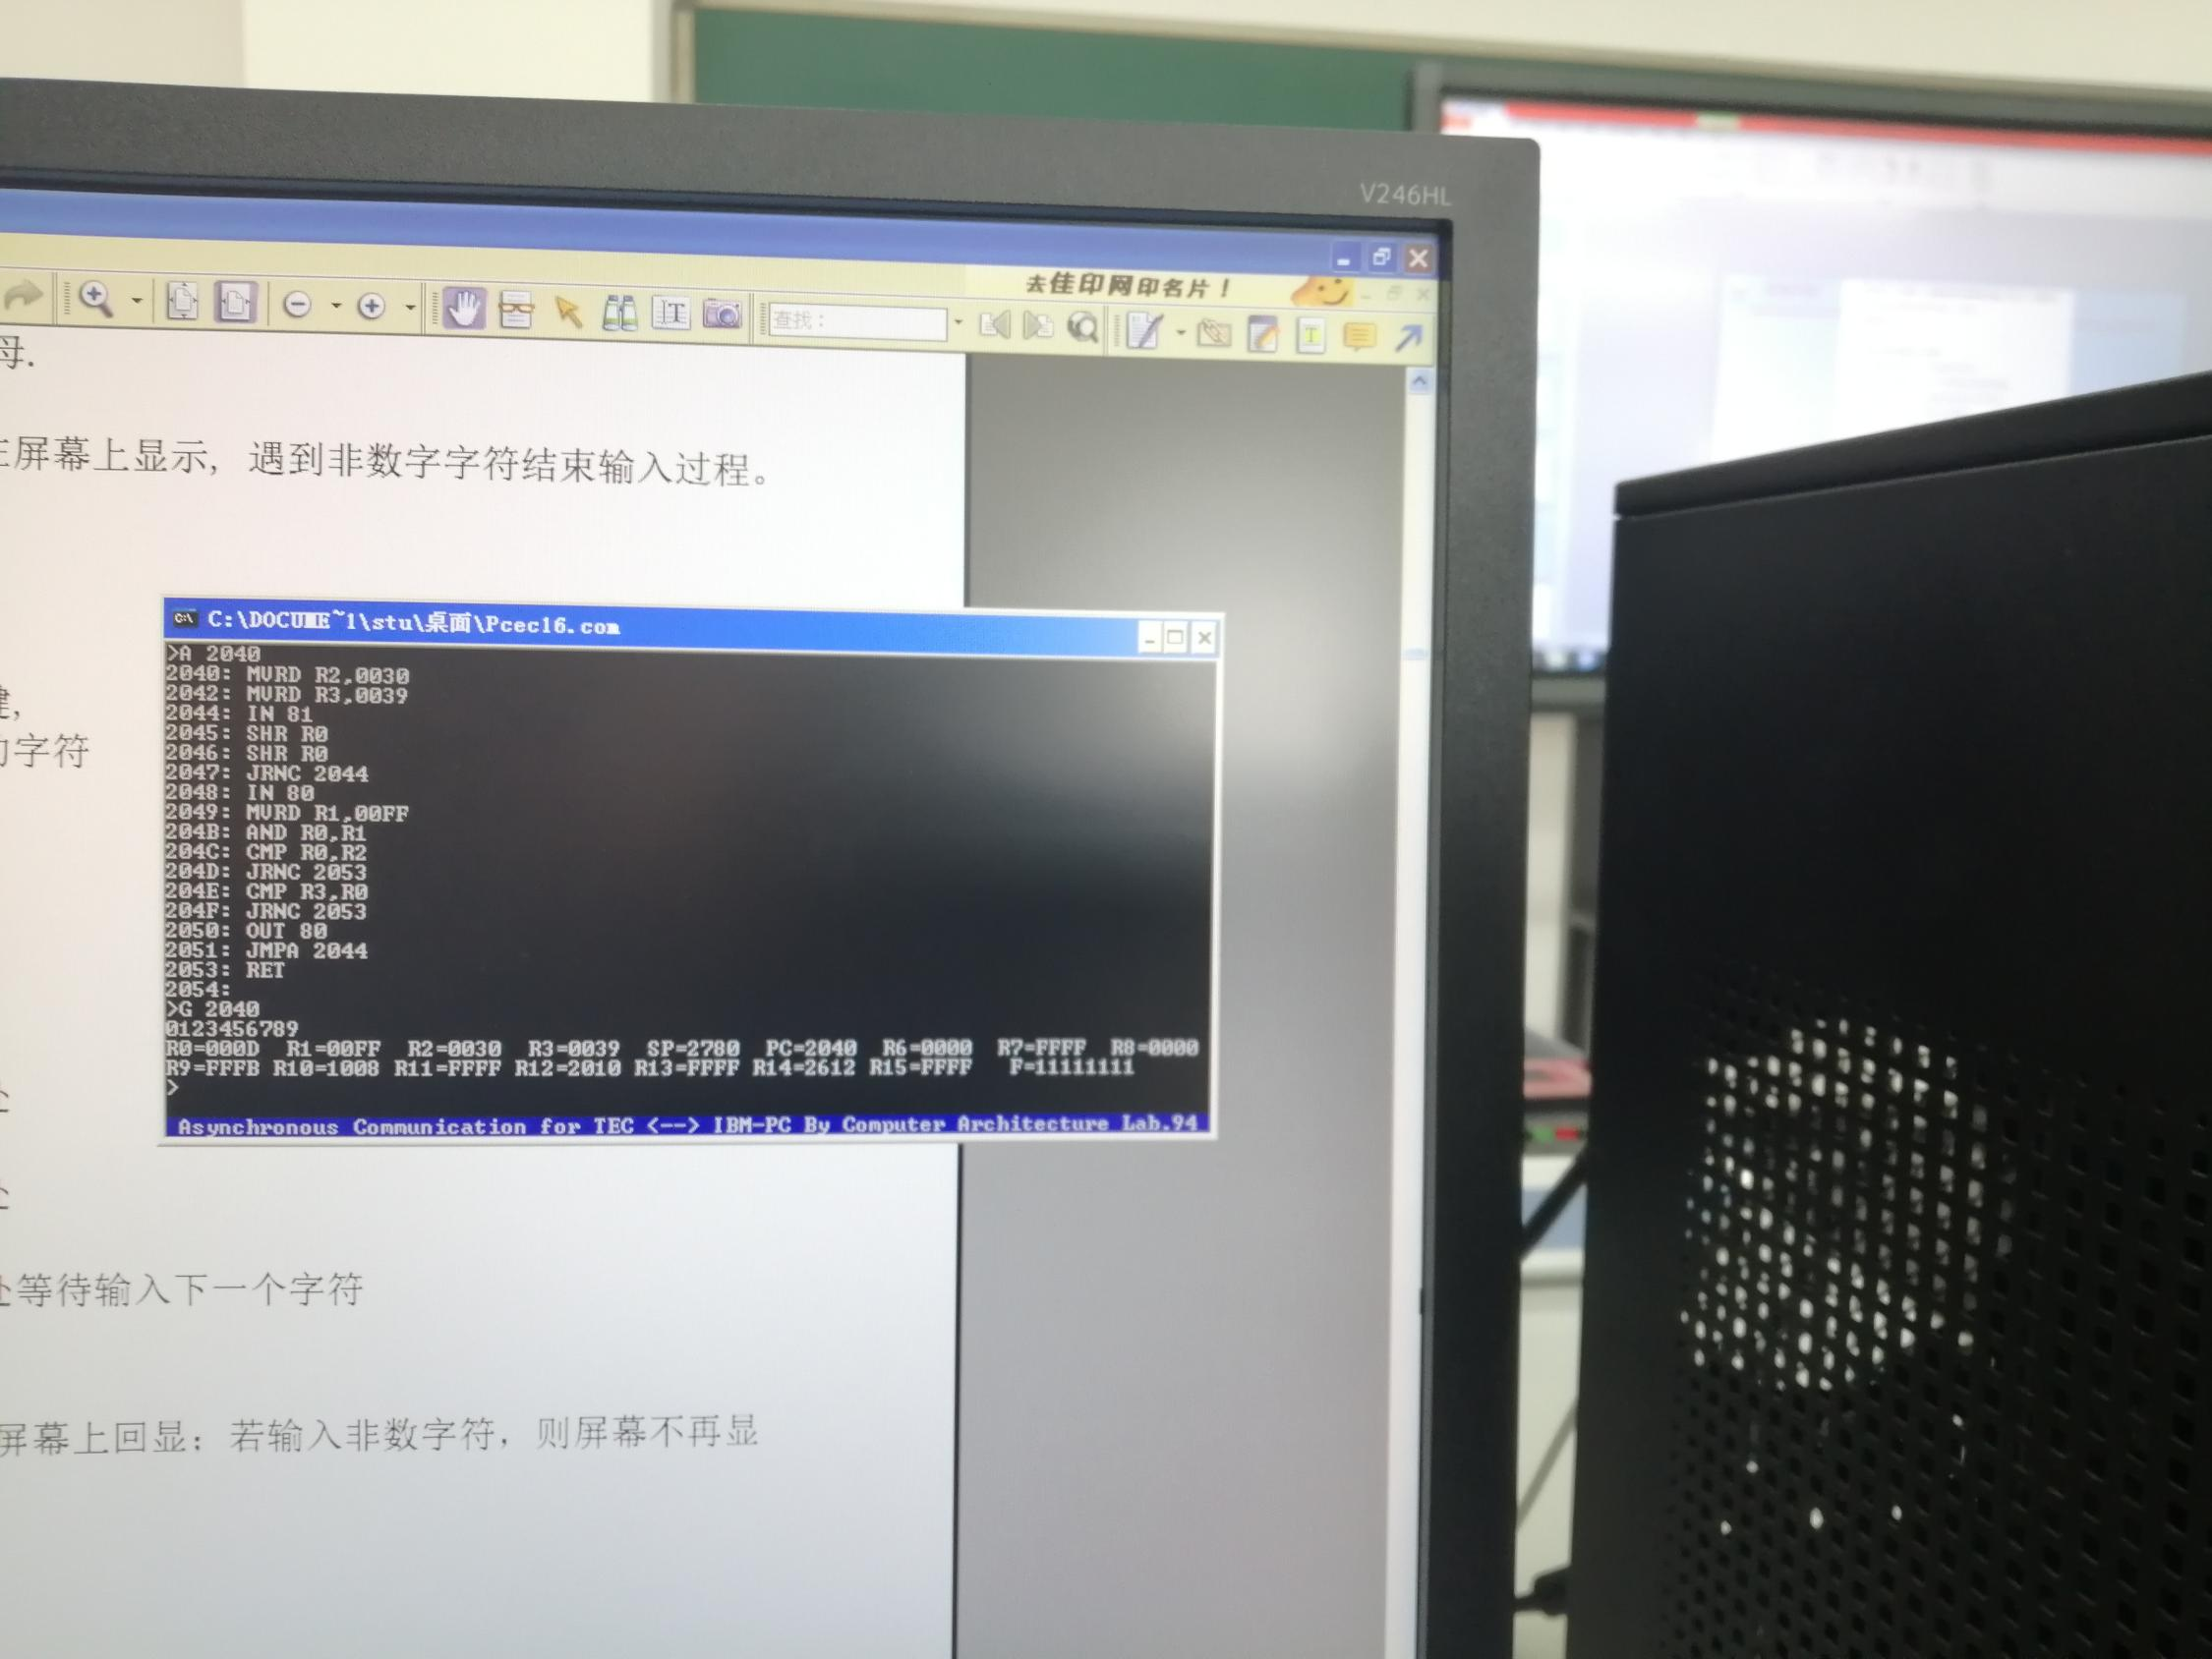 V246HL
去佳印网印名片！
查找：
母.
屏幕上显示，遇到非数字字符结束输入过程。
字符
C:\DOCUME~1\stu\桌面\Pcec16.com
>A 2040
2040: MVRD R2,0030
2042: MVRD R3,0039
2044: IN 81
2045: SHR R0
2046: SHR R0
2047: JRNC 2044
2048: IN 80
2049: MVRD R1,00FF
204B: AND R0,R1
204C: CMP R0,R2
204D: JRNC 2053
204E: CMP R3,R0
204F: JRNC 2053
2050: OUT 80
2051: JMPA 2044
2053: RET
2054:
>G 2040
0123456789
R0=000D R1=00FF R2=0030 R3=0039 SP=2780 PC=2040 R6=0000 R7=FFFF R8=0000
R9=FFFB R10=1008 R11=FFFF R12=2010 R13=FFFF R14=2612 R15=FFFF F=11111111
>
Asynchronous Communication for TEC <--> IBM-PC By Computer Architecture Lab.94
等待输入下一个字符
屏幕上回显；若输入非数字符，则屏幕不再显